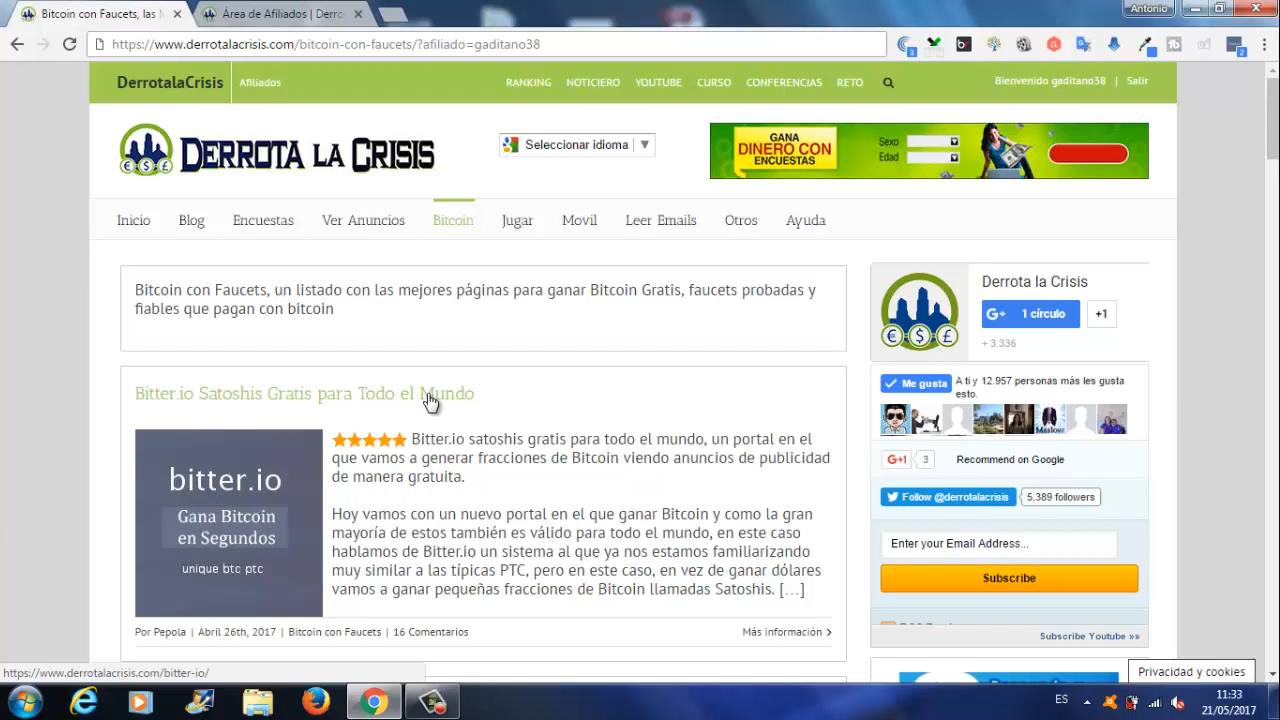 Bitcoin con Faucets, las
Área de Afiliados | Derro
Antonio
https://www.derrotalacrisis.com/bitcoin-con-faucets/?afiliado=gaditano38
DerrotalaCrisis
Afiliados
RANKING NOTICIERO YOUTUBE CURSO CONFERENCIAS RETO
Bienvenido gaditano38 | Salir
DERROTA LA CRISIS
Seleccionar idioma ▼
GANA
DINERO CON
ENCUESTAS
Sexo
Edad
Inicio Blog Encuestas Ver Anuncios Bitcoin Jugar Movil Leer Emails Otros Ayuda
Bitcoin con Faucets, un listado con las mejores páginas para ganar Bitcoin Gratis, faucets probadas y
fiables que pagan con bitcoin
Bitter.io Satoshis Gratis para Todo el Mundo
bitter.io
Gana Bitcoin
en Segundos
unique btc ptc
Bitter.io satoshis gratis para todo el mundo, un portal en el
que vamos a generar fracciones de Bitcoin viendo anuncios de publicidad
de manera gratuita.
Hoy vamos con un nuevo portal en el que ganar Bitcoin y como la gran
mayoría de estos también es válido para todo el mundo, en este caso
hablamos de Bitter.io un sistema al que ya nos estamos familiarizando
muy similar a las típicas PTC, pero en este caso, en vez de ganar dólares
vamos a ganar pequeñas fracciones de Bitcoin llamadas Satoshis. […]
Por Pepola | Abril 26th, 2017 | Bitcoin con Faucets | 16 Comentarios
Más información
Derrota la Crisis
G+ 1 círculo
+1
+ 3.336
Me gusta
A ti y 12.957 personas más les gusta
esto.
G+1 3 Recommend on Google
Follow @derrotalacrisis
5,389 followers
Enter your Email Address...
Subscribe
Subscribe Youtube »»
https://www.derrotalacrisis.com/bitter-io/
Privacidad y cookies
ES
11:33
21/05/2017